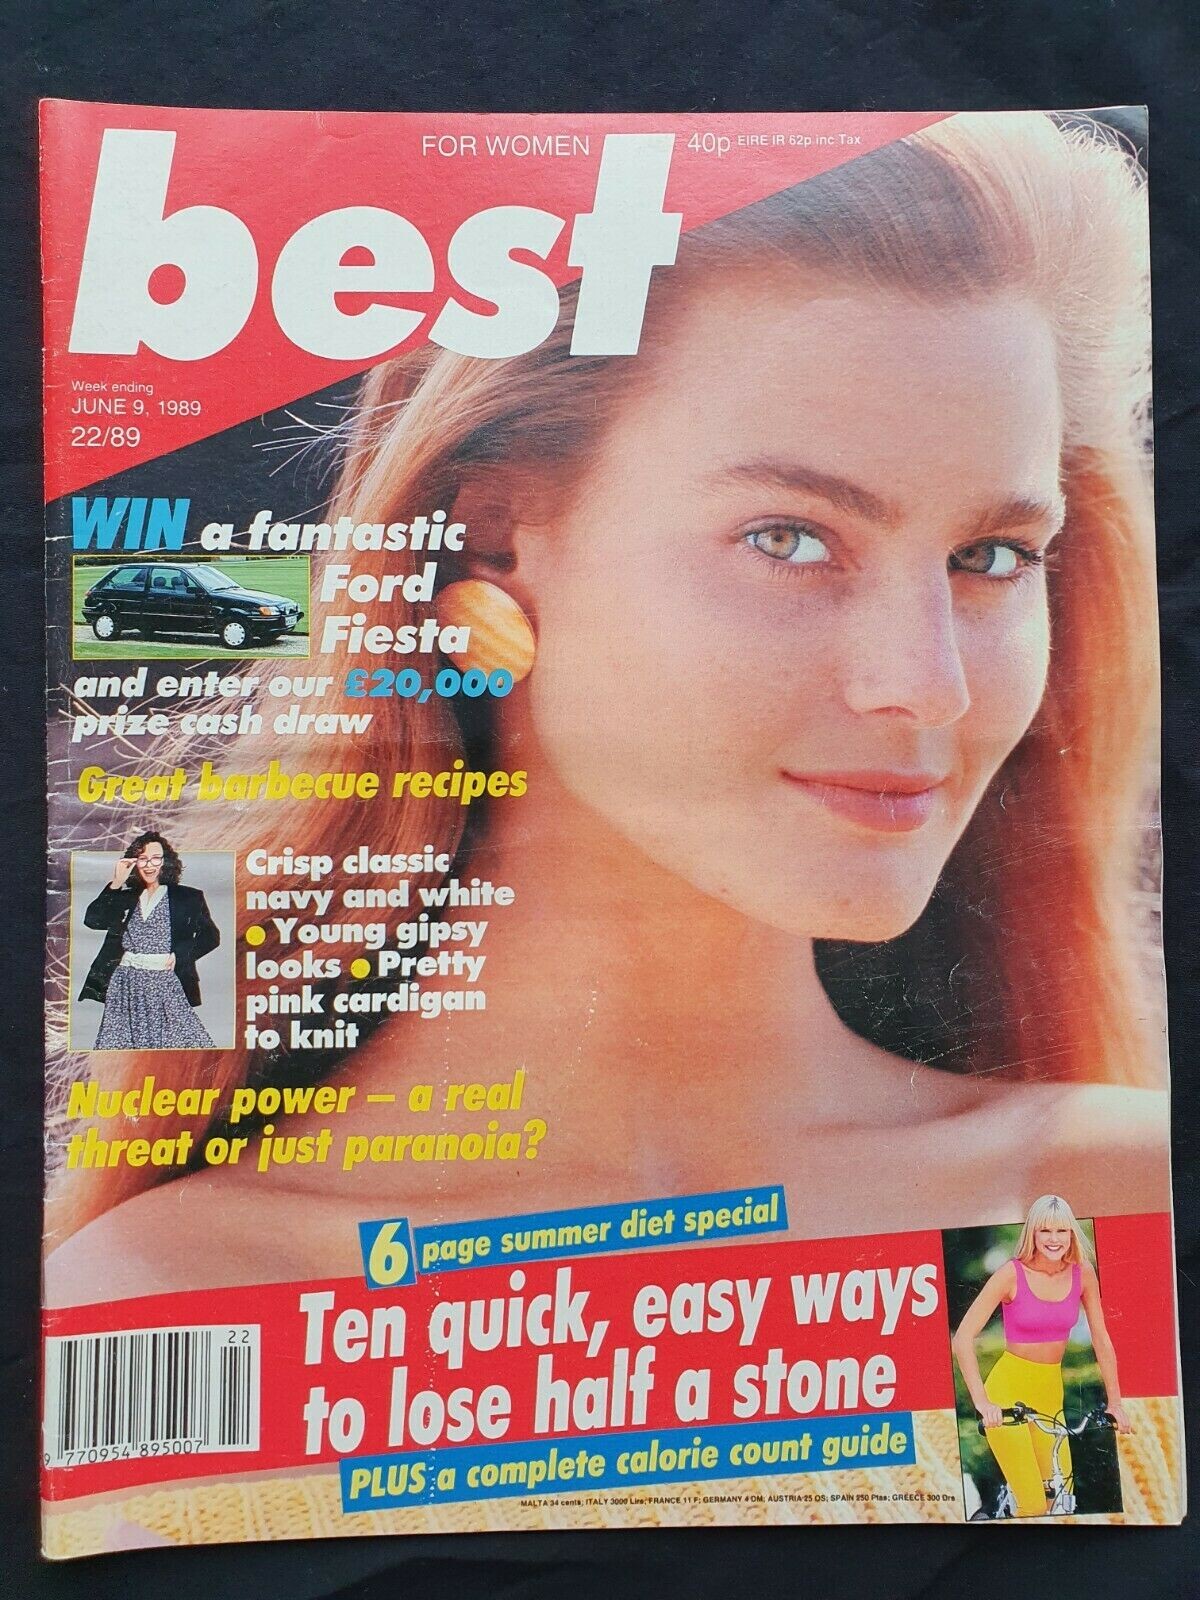 FOR WOMEN
40p EIRE IR 62p inc Tax
best
Week ending
JUNE 9, 1989
22/89
WIN a fantastic
Ford
Fiesta
and enter our £20,000
prize cash draw
Great barbecue recipes
Crisp classic
navy and white
• Young gipsy
looks • Pretty
pink cardigan
to knit
Nuclear power – a real
threat or just paranoia?
6 page summer diet special
Ten quick, easy ways
to lose half a stone
PLUS a complete calorie count guide
22
9 770954 895007
MALTA 34 cents; ITALY 3000 Lire; FRANCE 11 F; GERMANY 4 DM; AUSTRIA 25 OS; SPAIN 250 Ptas; GREECE 300 Drs